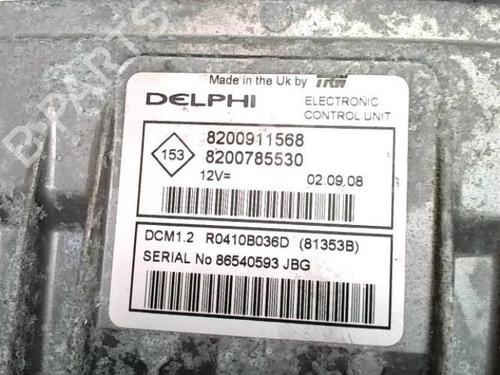 Made in the Uk by TRW
DELPHI
ELECTRONIC
CONTROL UNIT
153
8200911568
8200785530
12V=
02.09.08
DCM1.2 R0410B036D (81353B)
SERIAL No 86540593 JBG
B-PARTS